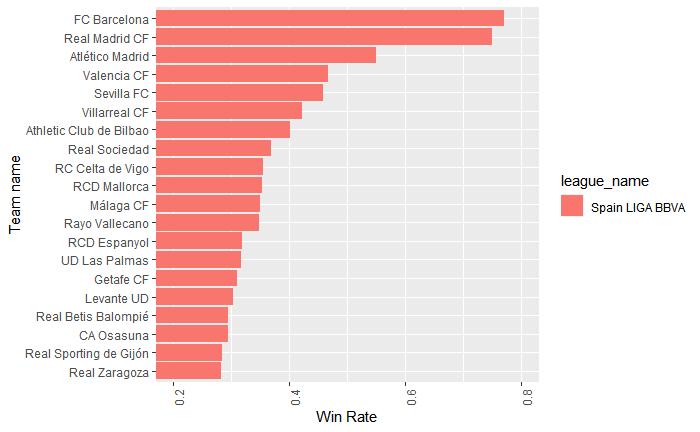 FC Barcelona
Real Madrid CF
Atlético Madrid
Valencia CF
Sevilla FC
Villarreal CF
Athletic Club de Bilbao
Real Sociedad
RC Celta de Vigo
RCD Mallorca
Málaga CF
Rayo Vallecano
RCD Espanyol
UD Las Palmas
Getafe CF
Levante UD
Real Betis Balompié
CA Osasuna
Real Sporting de Gijón
Real Zaragoza
Team name
0.2
0.4
0.6
0.8
Win Rate
league_name
Spain LIGA BBVA